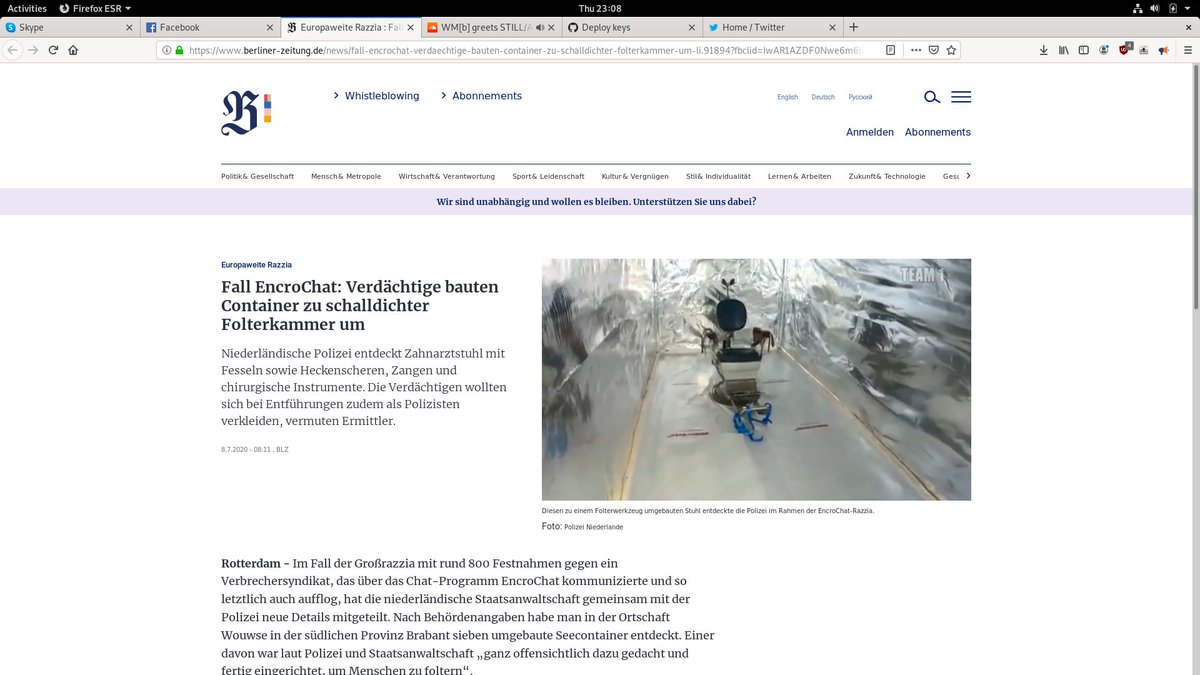 Activities Firefox ESR Thu 23:08
Skype Facebook Europaweite Razzia : Fal WM[b] greets STILL/A Deploy keys Home / Twitter
https://www.berliner-zeitung.de/news/fall-encrochat-verdaechtige-bauten-container-zu-schalldichter-folterkammer-um-li.91894?fbclid=IwAR1AZDF0Nwe6m6
B
Whistleblowing Abonnements
English Deutsch Русский
Anmelden Abonnements
Politik& Gesellschaft Mensch& Metropole Wirtschaft& Verantwortung Sport& Leidenschaft Kultur& Vergnügen Stil& Individualität Lernen& Arbeiten Zukunft& Technologie Gesu
Wir sind unabhängig und wollen es bleiben. Unterstützen Sie uns dabei?
Europaweite Razzia
Fall EncroChat: Verdächtige bauten
Container zu schalldichter
Folterkammer um
Niederländische Polizei entdeckt Zahnarztstuhl mit
Fesseln sowie Heckenscheren, Zangen und
chirurgische Instrumente. Die Verdächtigen wollten
sich bei Entführungen zudem als Polizisten
verkleiden, vermuten Ermittler.
8.7.2020 - 08:11 , BLZ
TEAM 1
Diesen zu einem Folterwerkzeug umgebauten Stuhl entdeckte die Polizei im Rahmen der EncroChat-Razzia.
Foto: Polizei Niederlande
Rotterdam - Im Fall der Großrazzia mit rund 800 Festnahmen gegen ein
Verbrechersyndikat, das über das Chat-Programm EncroChat kommunizierte und so
letztlich auch aufflog, hat die niederländische Staatsanwaltschaft gemeinsam mit der
Polizei neue Details mitgeteilt. Nach Behördenangaben habe man in der Ortschaft
Wouwse in der südlichen Provinz Brabant sieben umgebaute Seecontainer entdeckt. Einer
davon war laut Polizei und Staatsanwaltschaft „ganz offensichtlich dazu gedacht und
fertig eingerichtet, um Menschen zu foltern“.